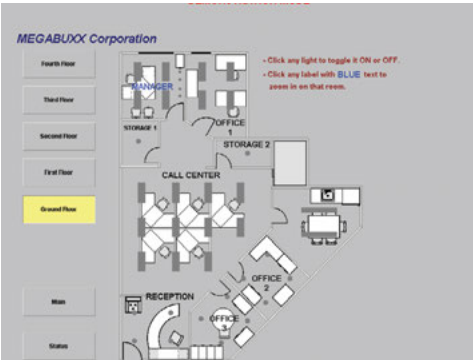 MEGABUXX Corporation
Fourth Floor
Third Floor
Second Floor
First Floor
Ground Floor
Main
Status
- Click any light to toggle it ON or OFF.
- Click any label with BLUE text to
zoom in on that room.
MANAGER
OFFICE
1
STORAGE 1
STORAGE 2
CALL CENTER
OFFICE
2
RECEPTION
OFFICE
3